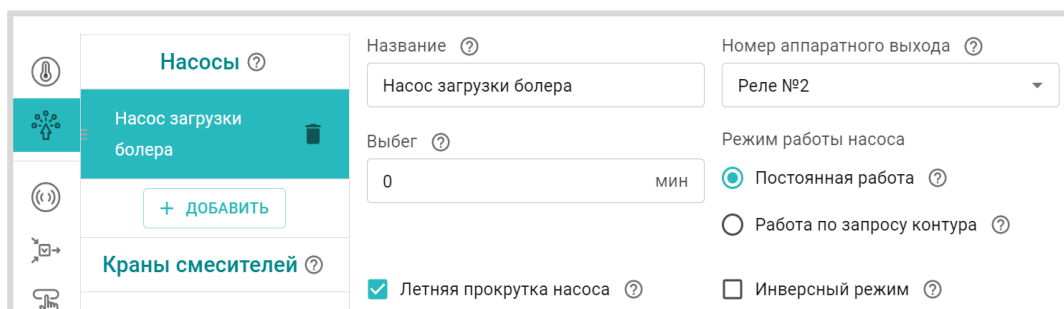 Насосы
Насос загрузки
болера
+ ДОБАВИТЬ
Краны смесителей
Название
Насос загрузки болера
Выбег
0 мин
Летняя прокрутка насоса
Номер аппаратного выхода
Реле №2
Режим работы насоса
Постоянная работа
Работа по запросу контура
Инверсный режим